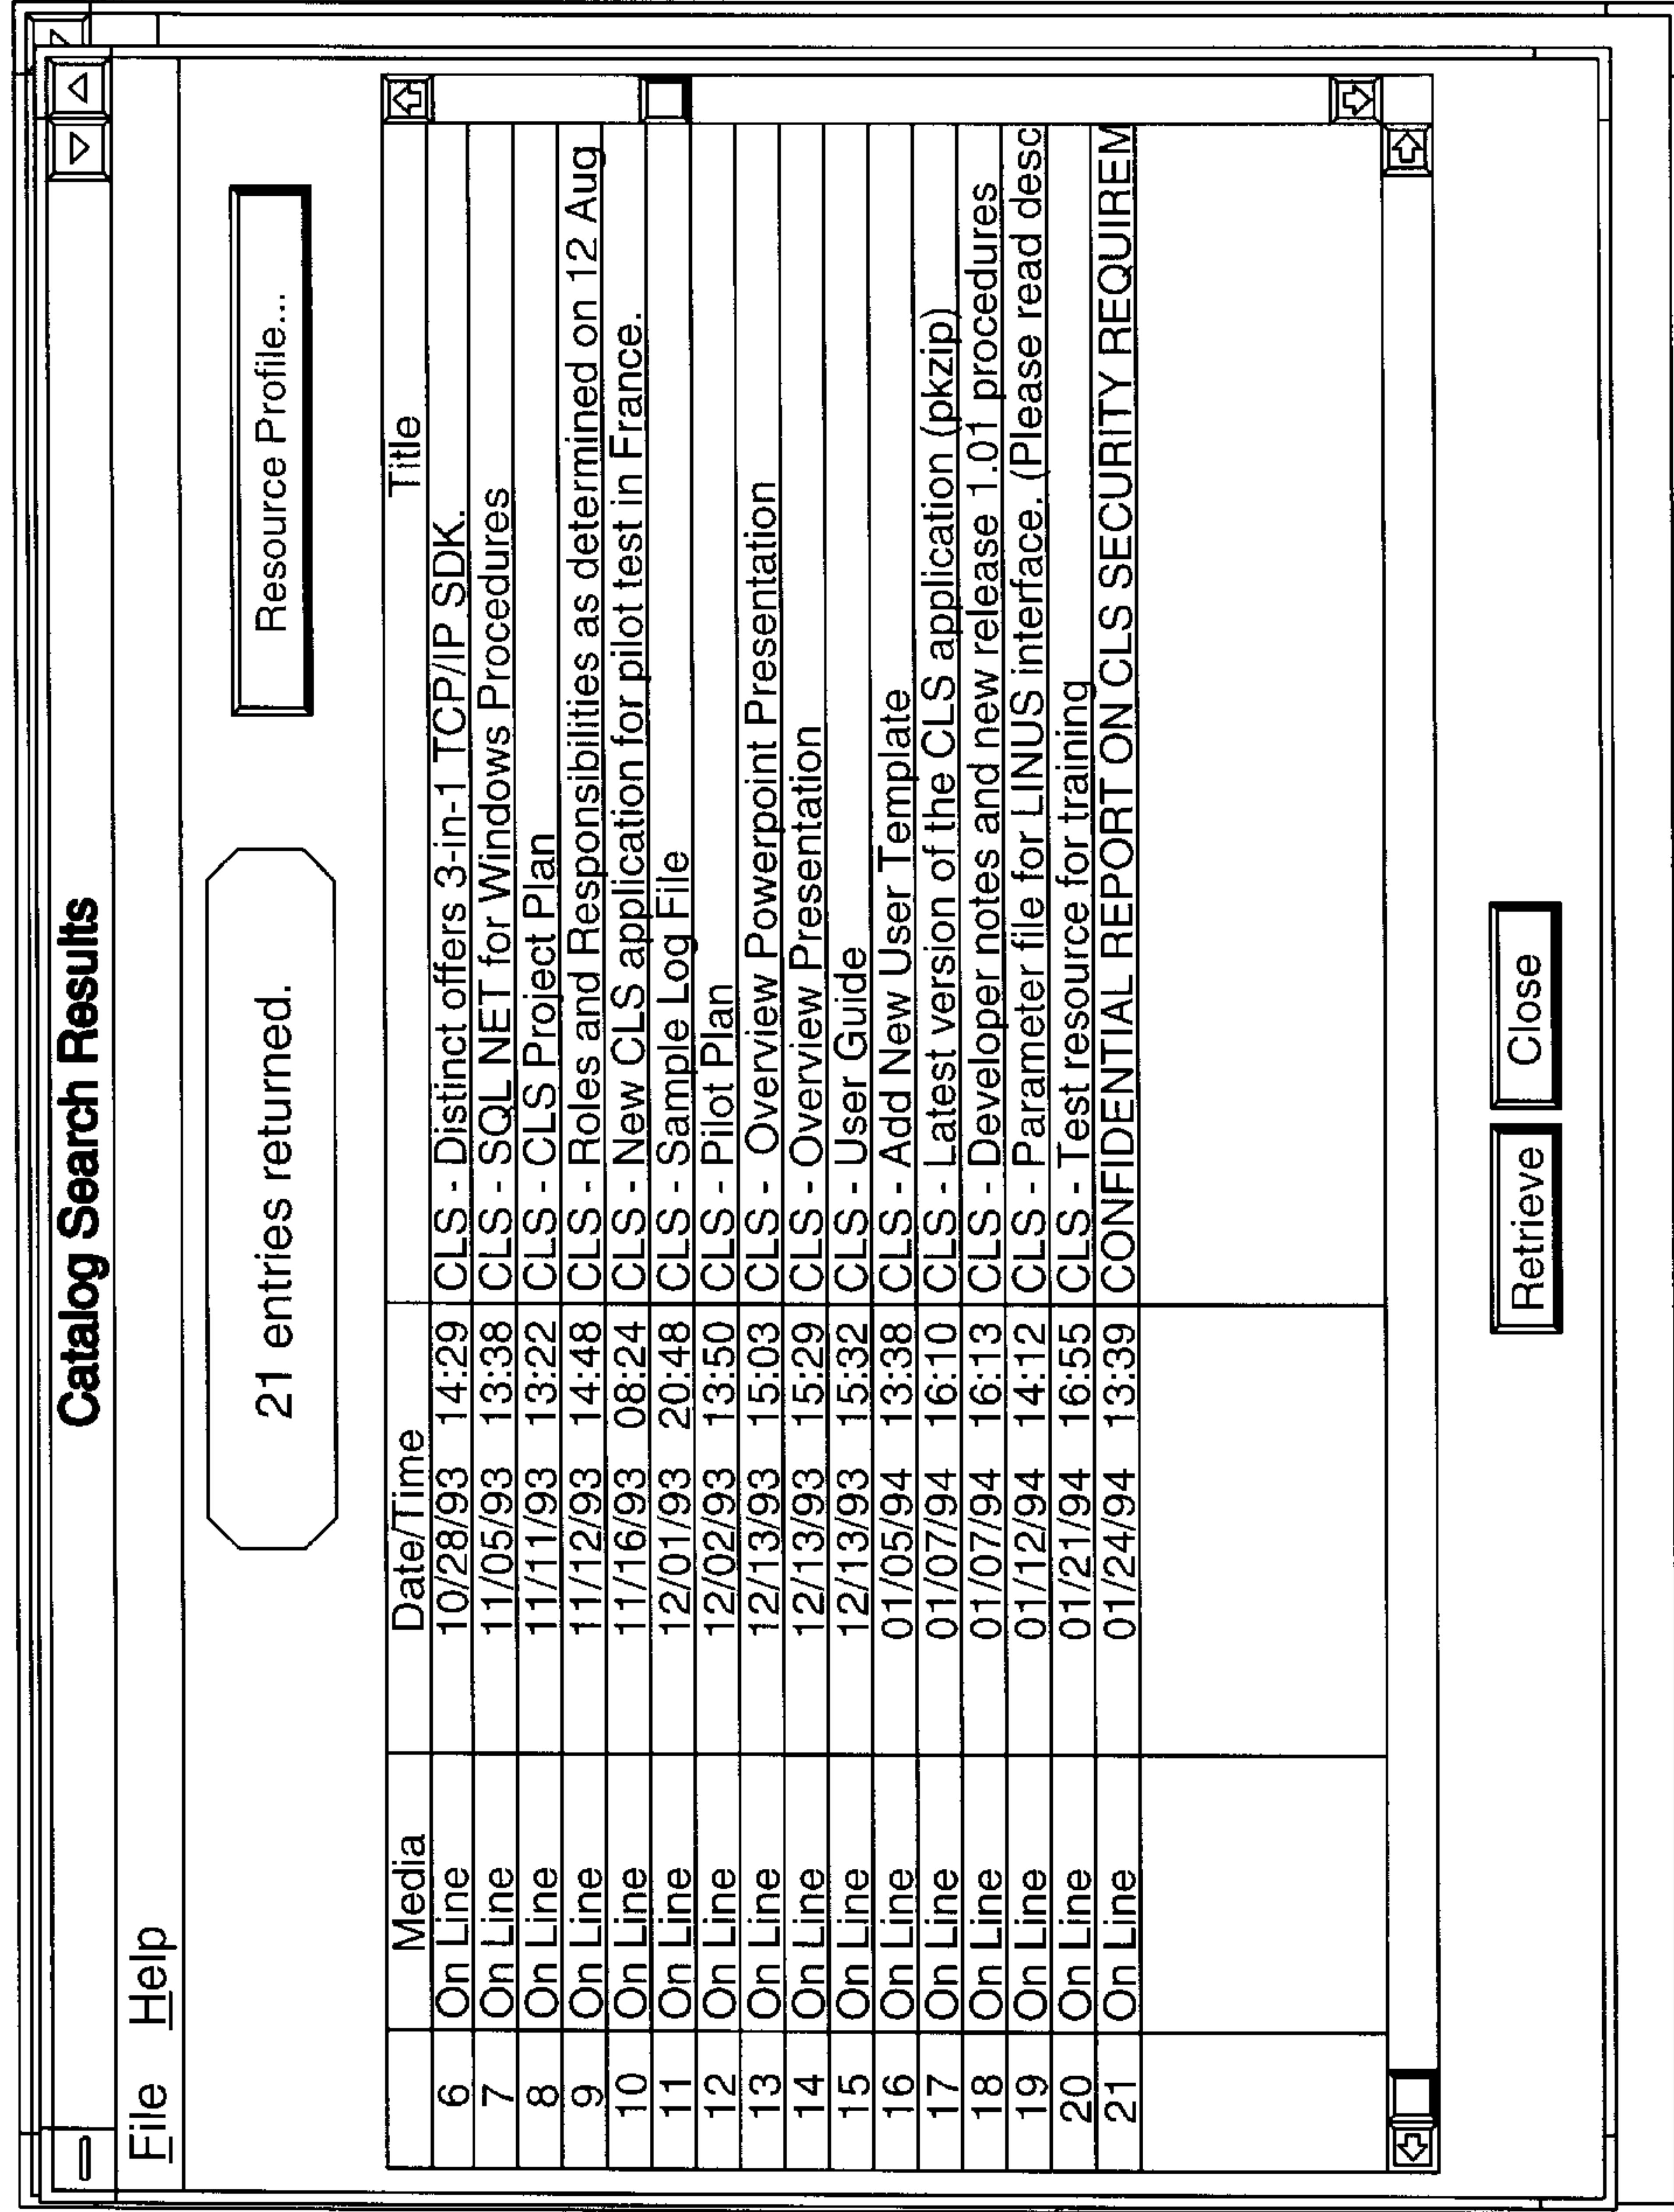 Catalog Search Results
File Help
21 entries returned.
Resource Profile...
Media Date/Time Title
6 On Line 10/28/93 14:29 CLS - Distinct offers 3-in-1 TCP/IP SDK.
7 On Line 11/05/93 13:38 CLS - SQL NET for Windows Procedures
8 On Line 11/11/93 13:22 CLS - CLS Project Plan
9 On Line 11/12/93 14:48 CLS - Roles and Responsibilities as determined on 12 Aug
10 On Line 11/16/93 08:24 CLS - New CLS application for pilot test in France.
11 On Line 12/01/93 20:48 CLS - Sample Log File
12 On Line 12/02/93 13:50 CLS - Pilot Plan
13 On Line 12/13/93 15:03 CLS - Overview Powerpoint Presentation
14 On Line 12/13/93 15:29 CLS - Overview Presentation
15 On Line 12/13/93 15:32 CLS - User Guide
16 On Line 01/05/94 13:38 CLS - Add New User Template
17 On Line 01/07/94 16:10 CLS - Latest version of the CLS application (pkzip)
18 On Line 01/07/94 16:13 CLS - Developer notes and new release 1.01 procedures
19 On Line 01/12/94 14:12 CLS - Parameter file for LINUS interface. (Please read desc
20 On Line 01/21/94 16:55 CLS - Test resource for training
21 On Line 01/24/94 13:39 CONFIDENTIAL REPORT ON CLS SECURITY REQUIREM
Retrieve Close